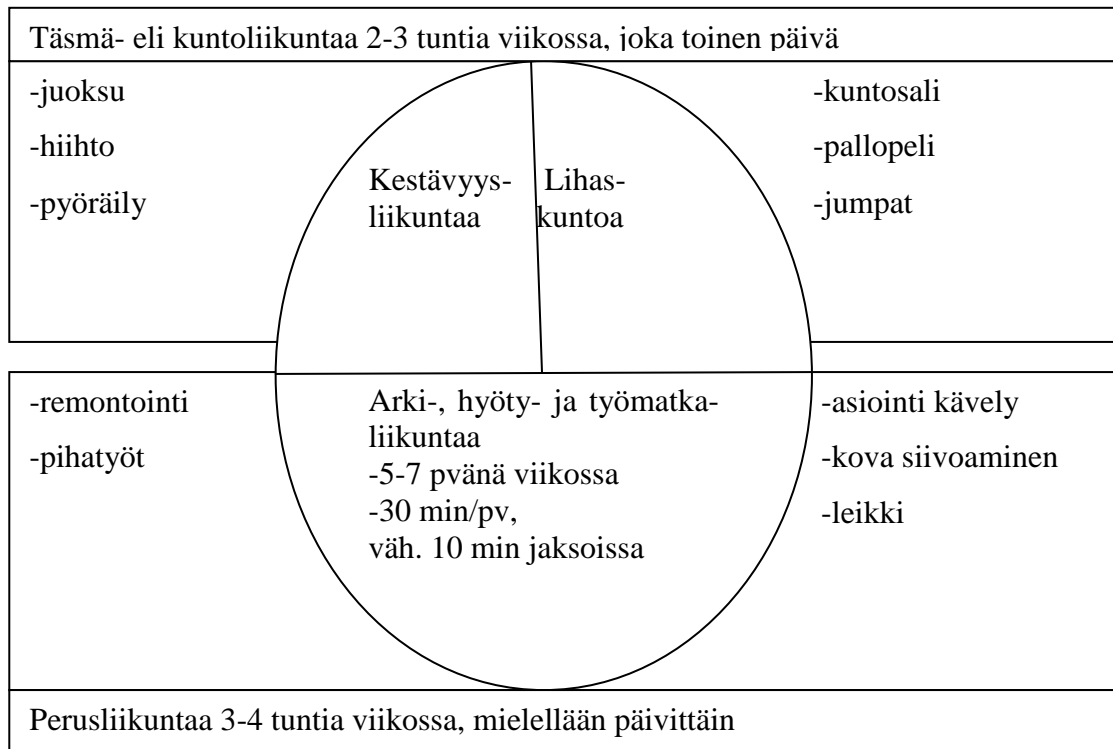 Täsmä- eli kuntoliikuntaa 2-3 tuntia viikossa, joka toinen päivä
-juoksu
-hiihto
-pyöräily
Kestävyys-
liikuntaa
Lihas-
kuntoa
-kuntosali
-pallopeli
-jumpat
-remontointi
-pihatyöt
Arki-, hyöty- ja työmatka-
liikuntaa
-5-7 pvänä viikossa
-30 min/pv,
väh. 10 min jaksoissa
-asiointi kävely
-kova siivoaminen
-leikki
Perusliikuntaa 3-4 tuntia viikossa, mielellään päivittäin